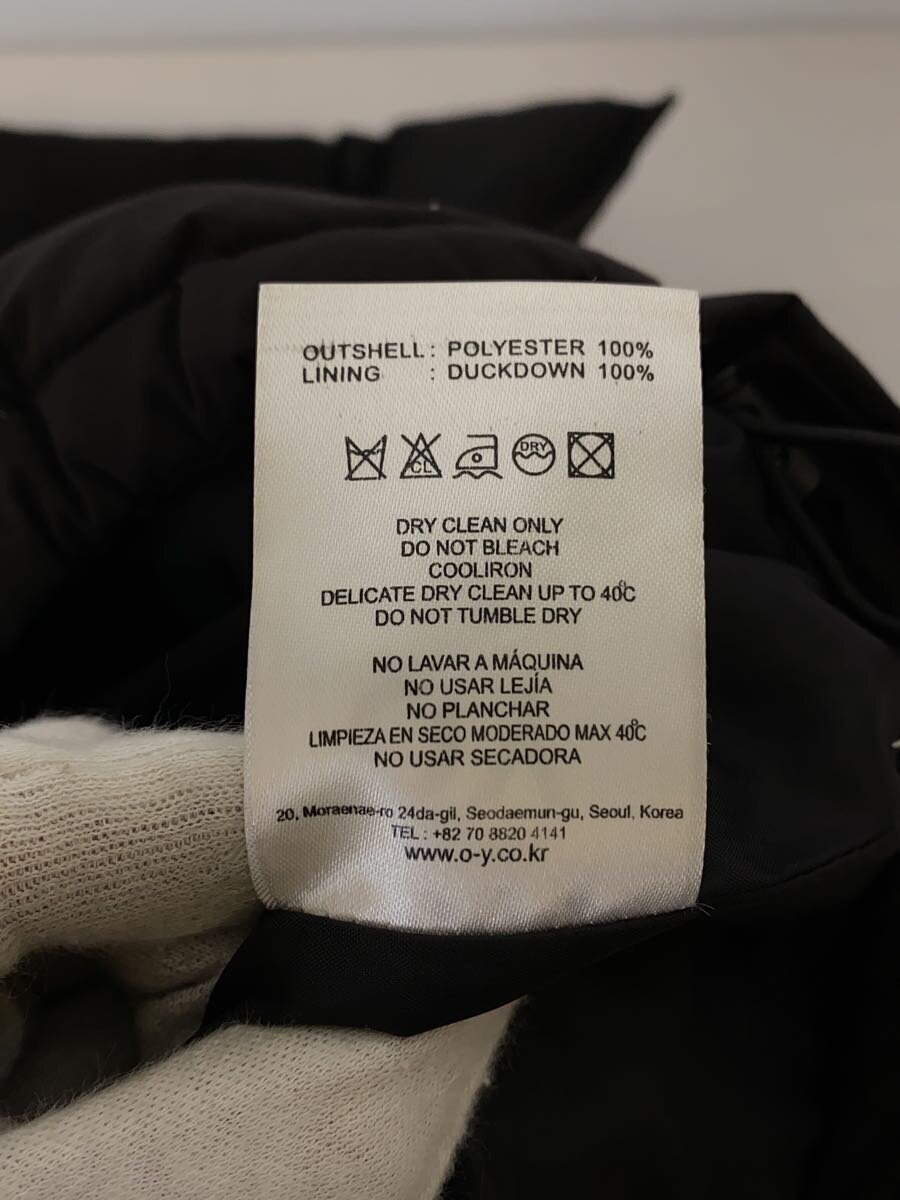 OUTSHELL : POLYESTER 100%
LINING : DUCKDOWN 100%
CL DRY
DRY CLEAN ONLY
DO NOT BLEACH
COOLIRON
DELICATE DRY CLEAN UP TO 40°C
DO NOT TUMBLE DRY
NO LAVAR A MÁQUINA
NO USAR LEJÍA
NO PLANCHAR
LIMPIEZA EN SECO MODERADO MAX 40°C
NO USAR SECADORA
20, Moraenae-ro 24da-gil, Seodaemun-gu, Seoul, Korea
TEL : +82 70 8820 4141
www.o-y.co.kr